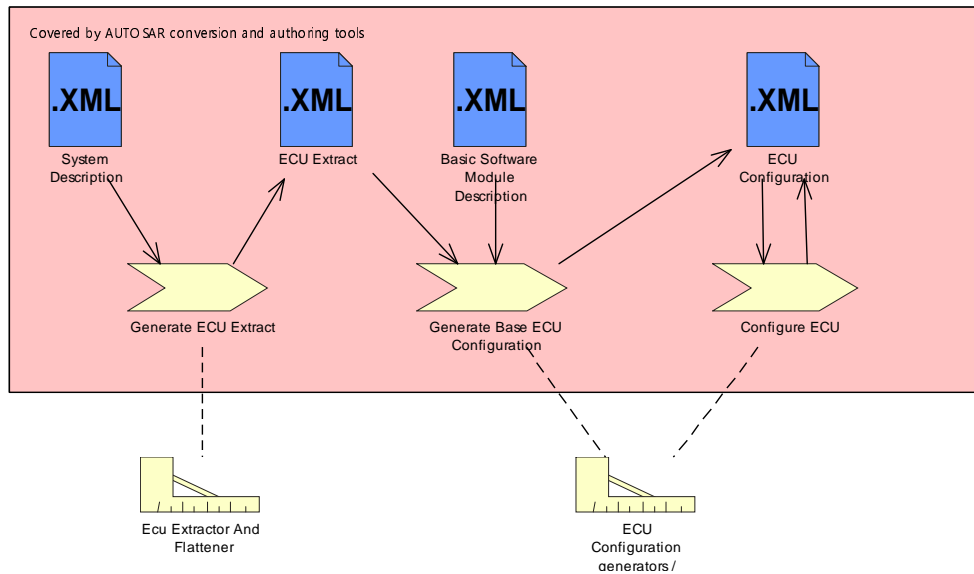 Covered by AUTOSAR conversion and authoring tools
.XML
.XML
.XML
.XML
System
Description
ECU Extract
Basic Software
Module
Description
ECU
Configuration
Generate ECU Extract
Generate Base ECU
Configuration
Configure ECU
Ecu Extractor And
Flattener
ECU
Configuration
generators /